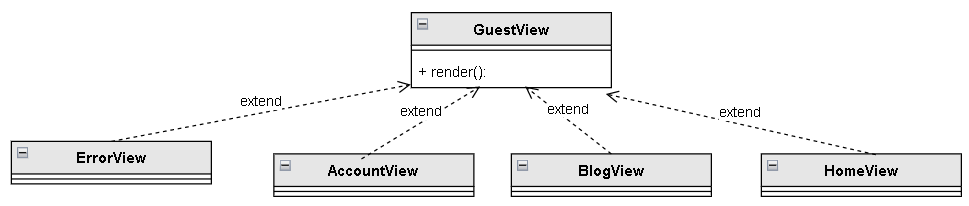 GuestView
+ render():
extend
extend
extend
extend
ErrorView
AccountView
BlogView
HomeView